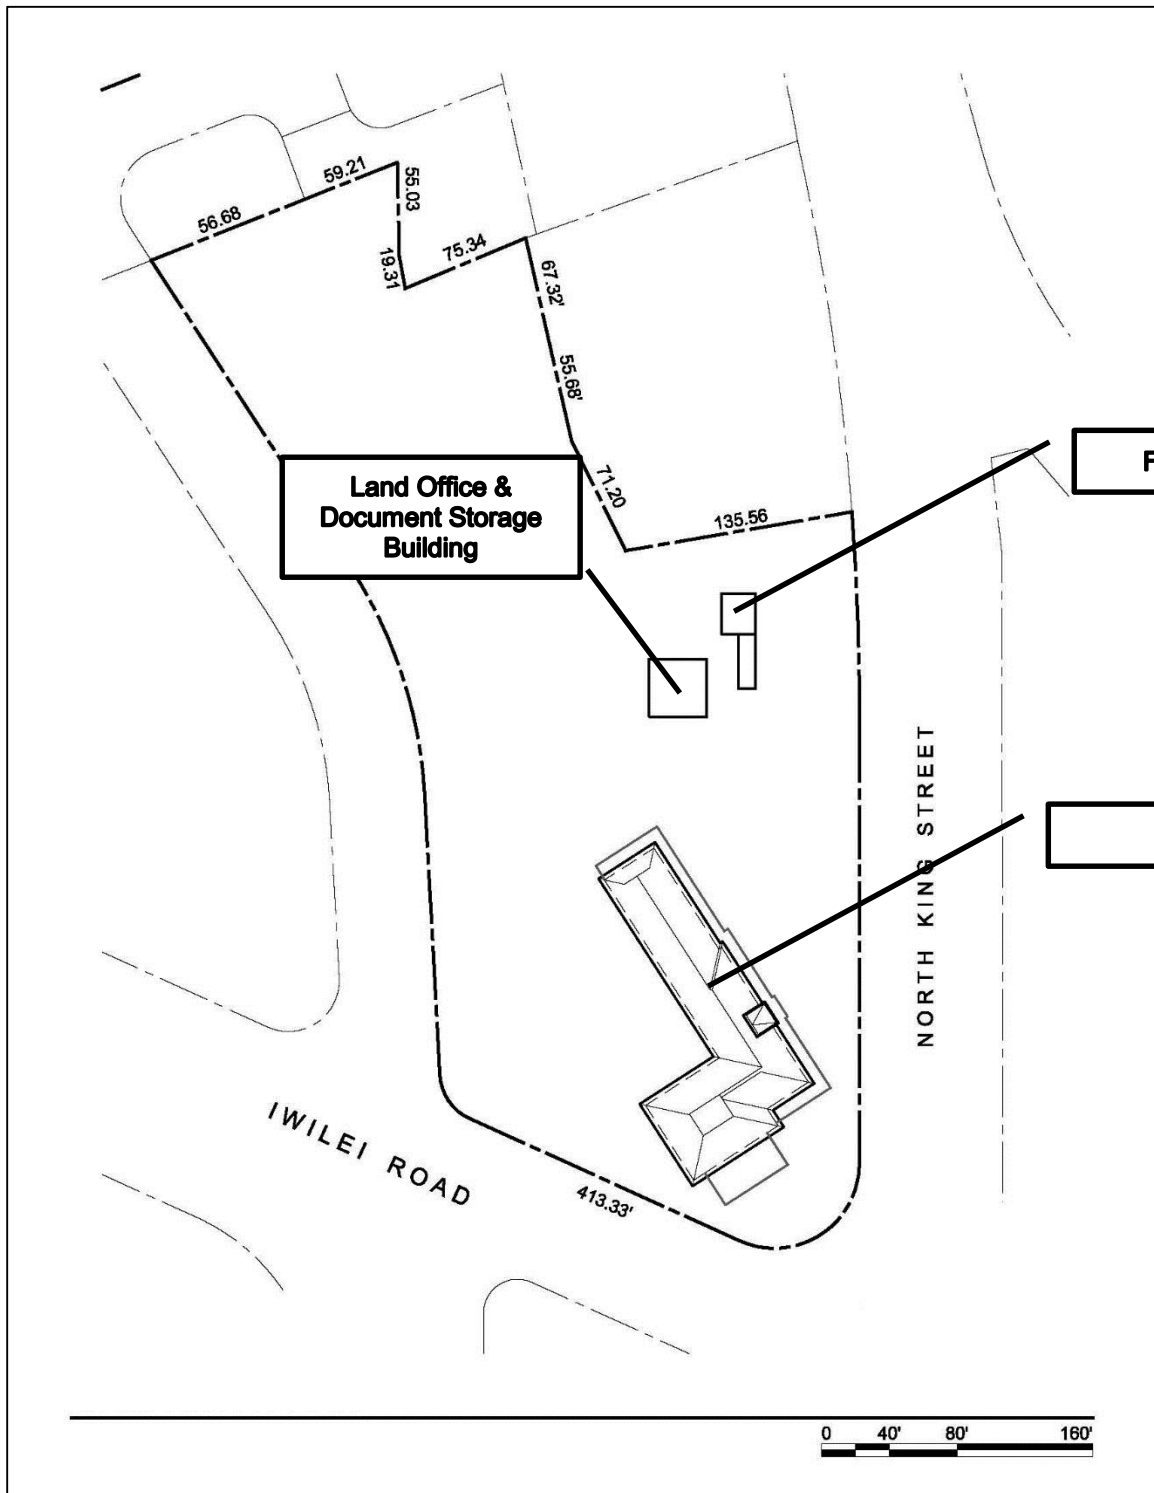 59.21
56.68
55.03
19.31
75.34
67.32'
55.68'
71.20
135.56
Land Office &
Document Storage
Building
F
NORTH KING STREET
IWILEI ROAD
413.33'
0 40' 80' 160'